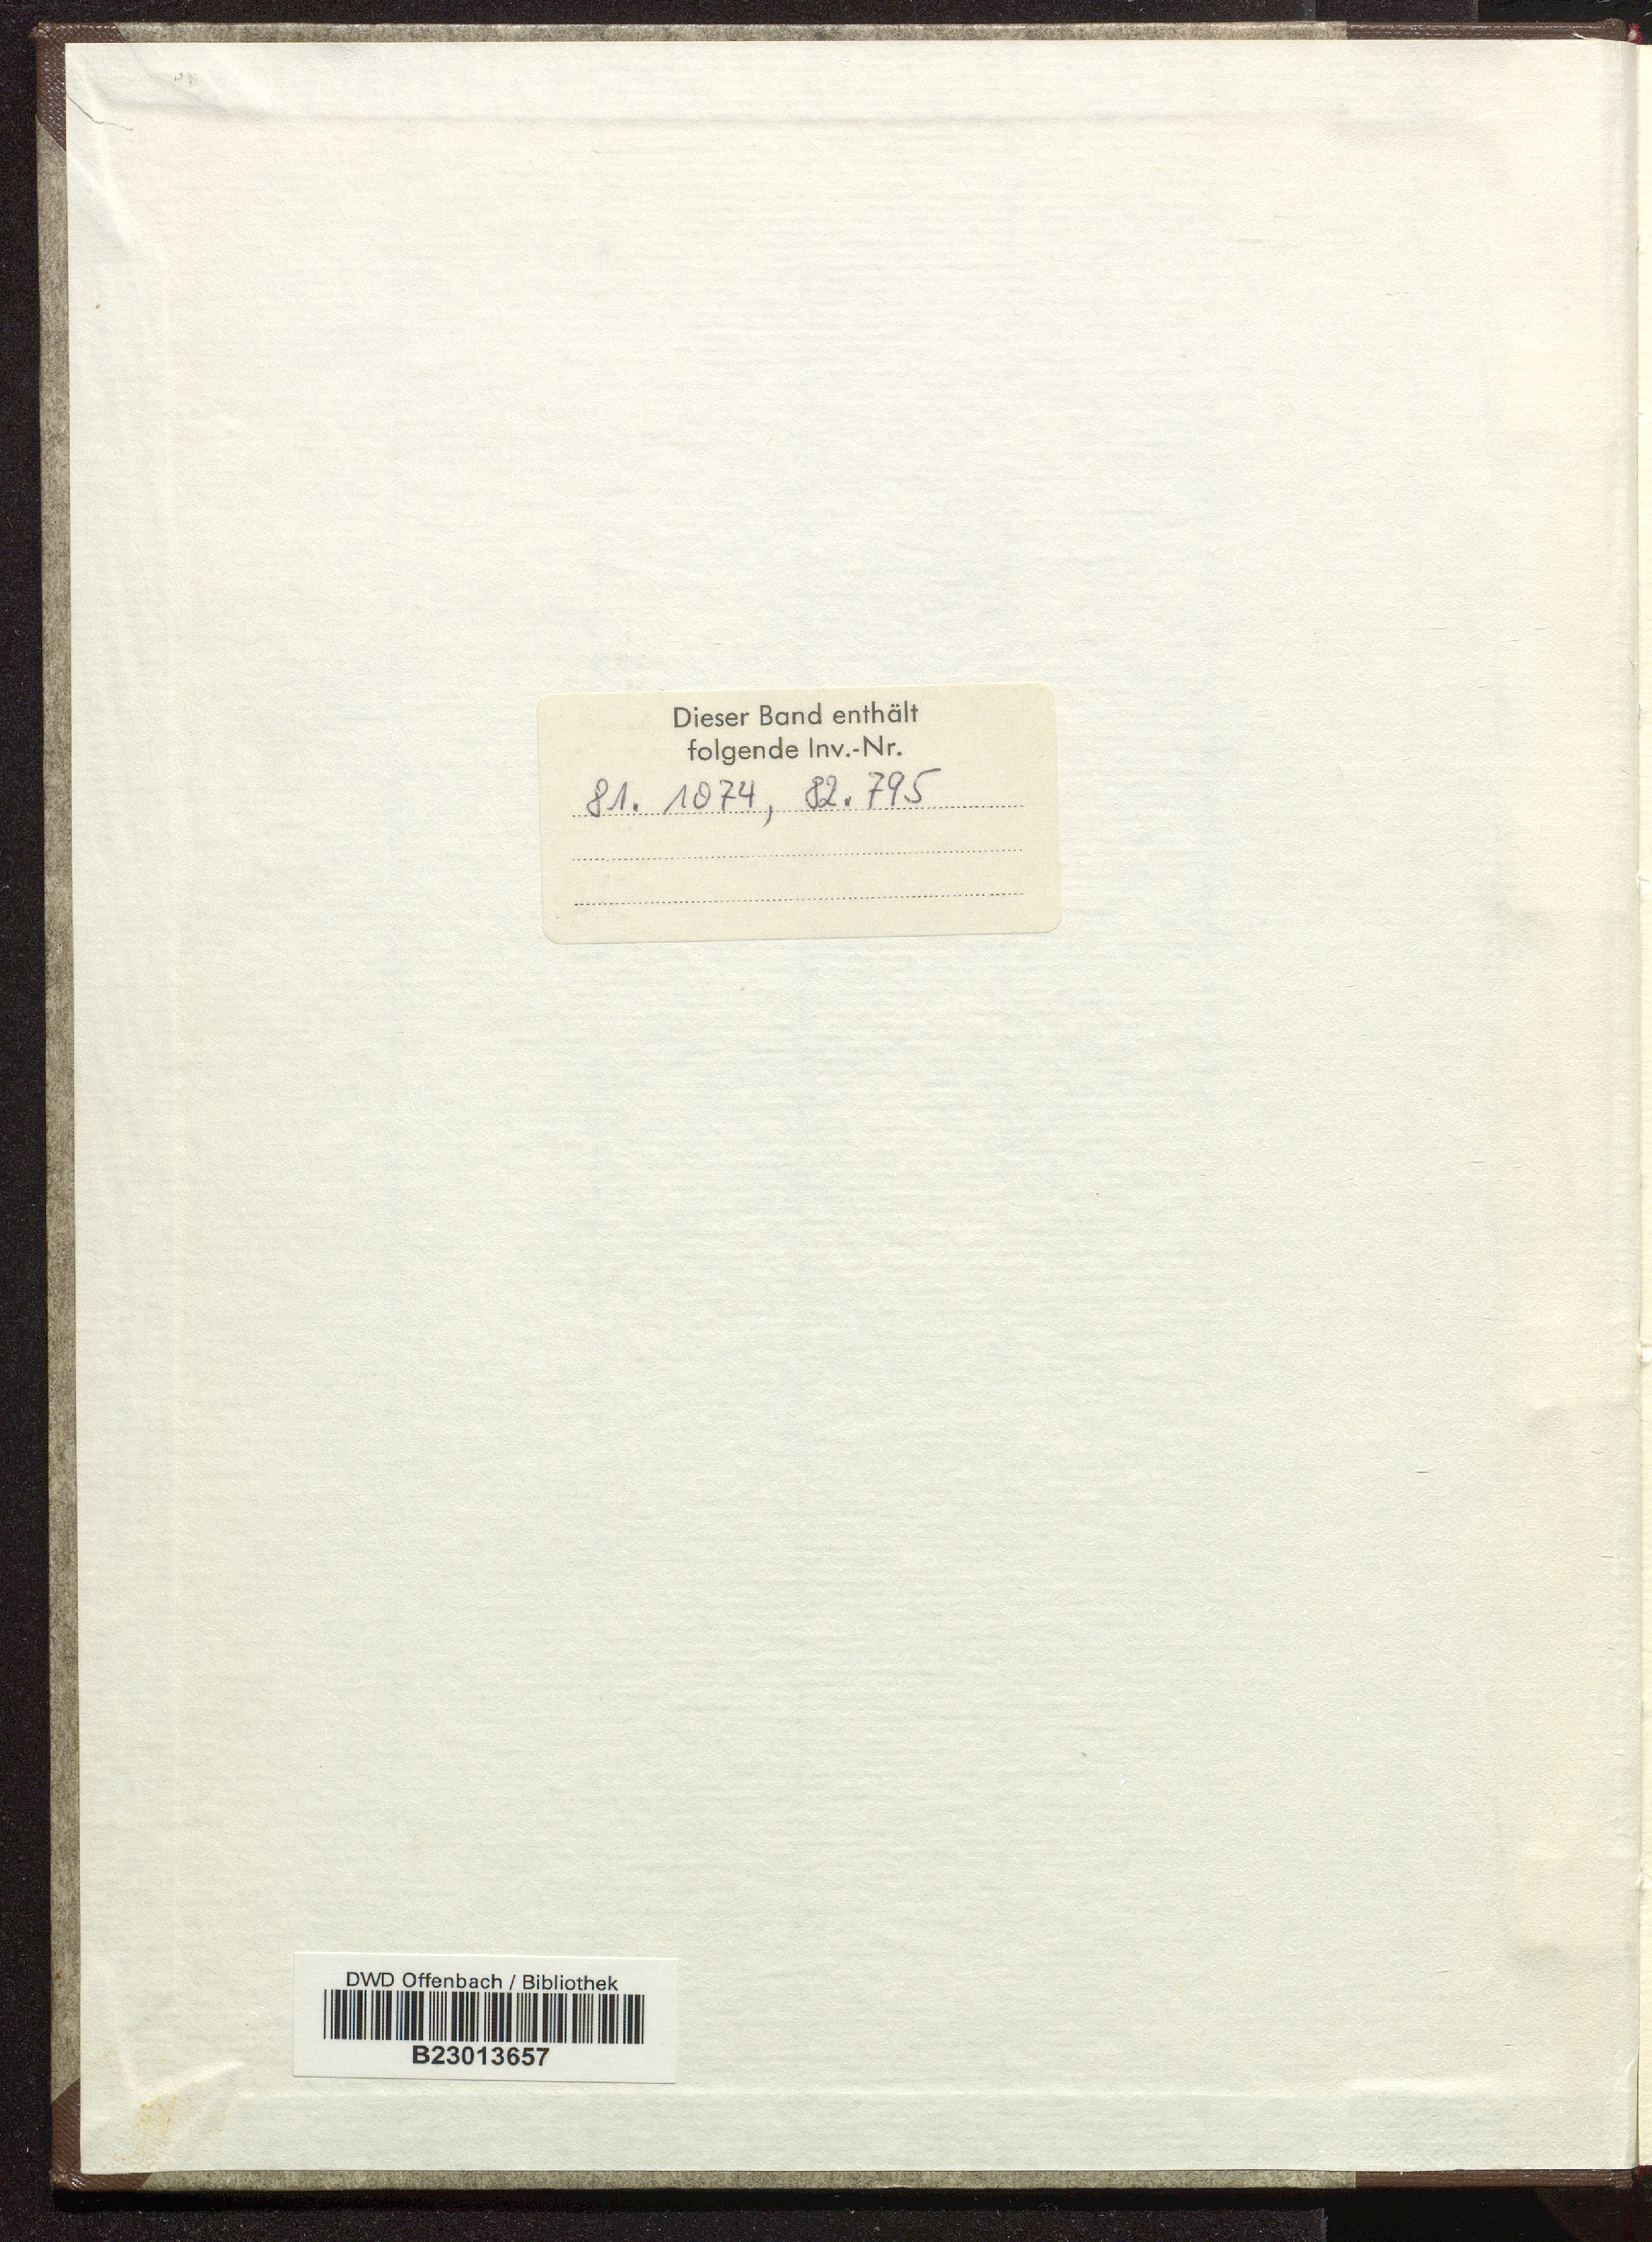 Dieser Band enthält
folgende Inv.-Nr.
81. 1074, 82. 795
DWD Offenbach / Bibliothek
B23013657